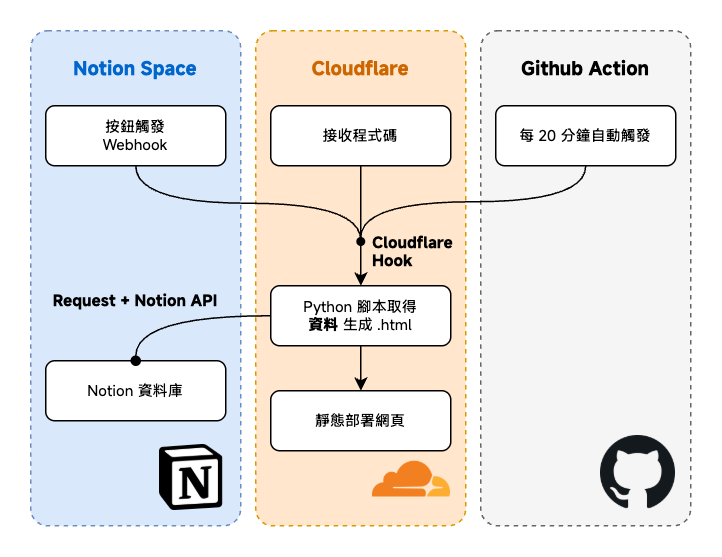 Notion Space
Cloudflare
Github Action
按鈕觸發
Webhook
接收程式碼
每 20 分鐘自動觸發
Cloudflare
Hook
Request + Notion API
Python 腳本取得
資料 生成 .html
Notion 資料庫
靜態部署網頁
N